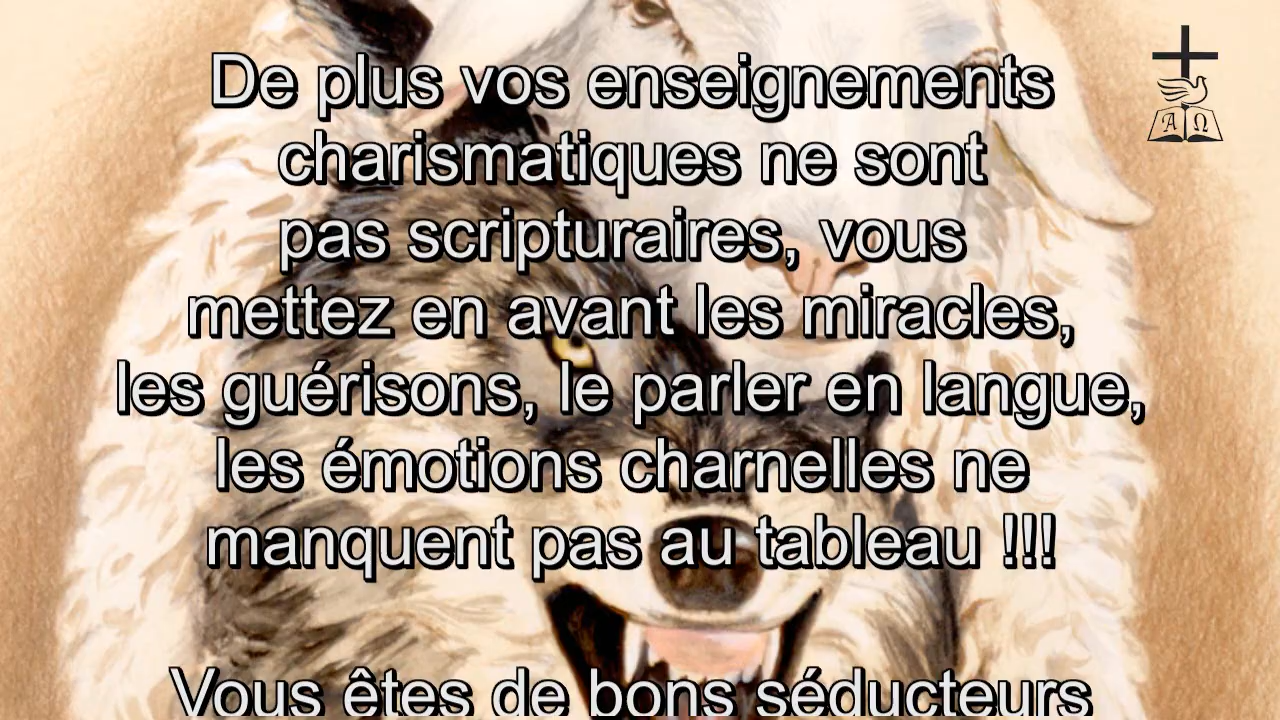 De plus vos enseignements
charismatiques ne sont
pas scripturaires, vous
mettez en avant les miracles,
les guérisons, le parler en langue,
les émotions charnelles ne
manquent pas au tableau !!!
Vous êtes de bons séducteurs
Α Ω